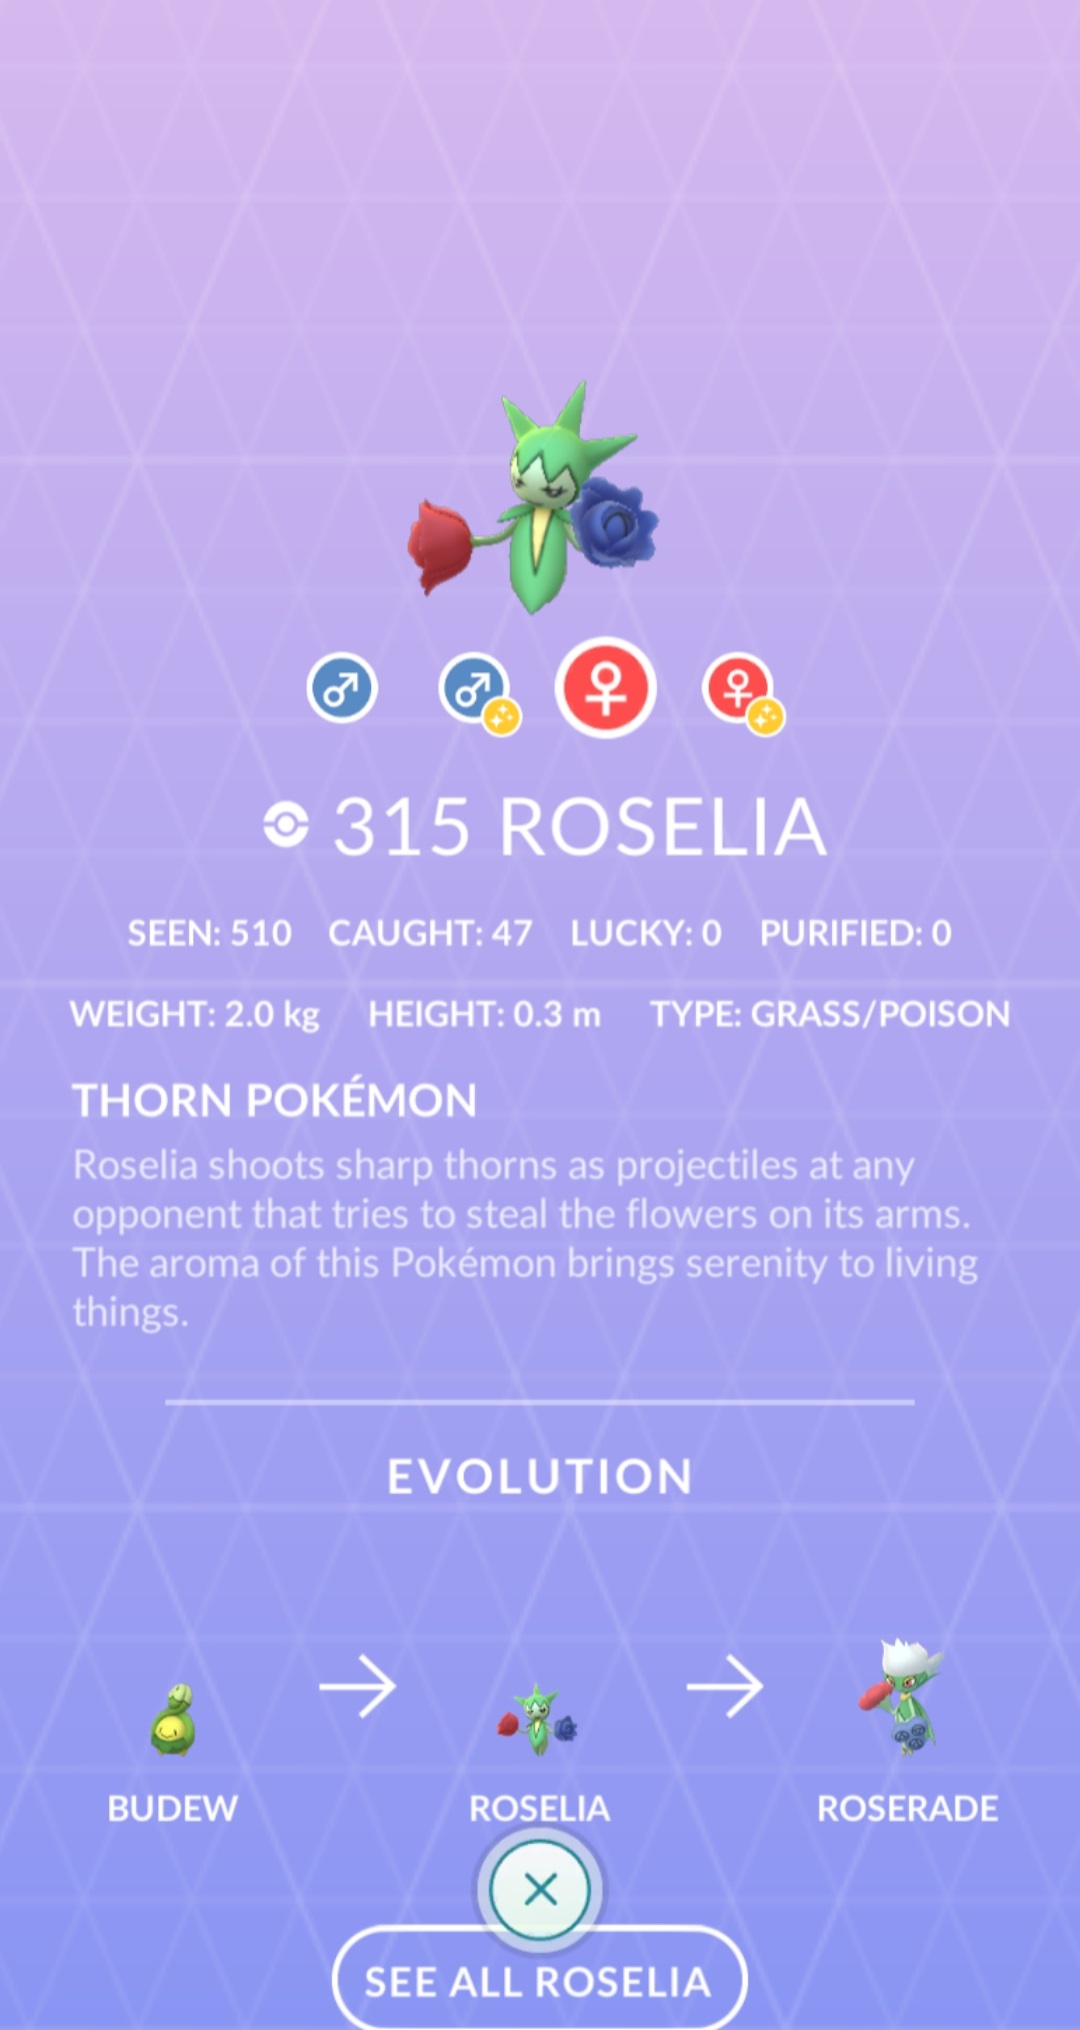 315 ROSELIA
SEEN: 510 CAUGHT: 47 LUCKY: 0 PURIFIED: 0
WEIGHT: 2.0 kg HEIGHT: 0.3 m TYPE: GRASS/POISON
THORN POKÉMON
Roselia shoots sharp thorns as projectiles at any
opponent that tries to steal the flowers on its arms.
The aroma of this Pokémon brings serenity to living
things.
EVOLUTION
BUDEW ROSELIA ROSERADE
SEE ALL ROSELIA